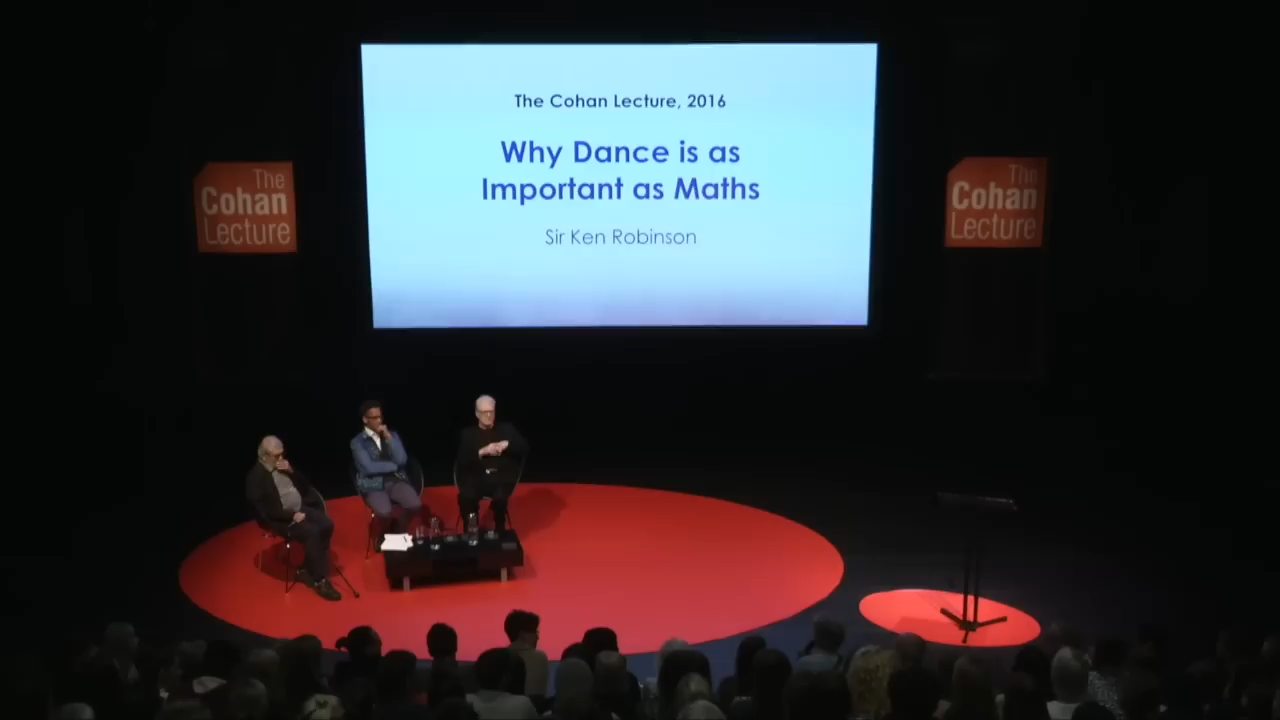 The Cohan Lecture, 2016
Why Dance is as
Important as Maths
Sir Ken Robinson
The
Cohan
Lecture
The
Cohan
Lecture